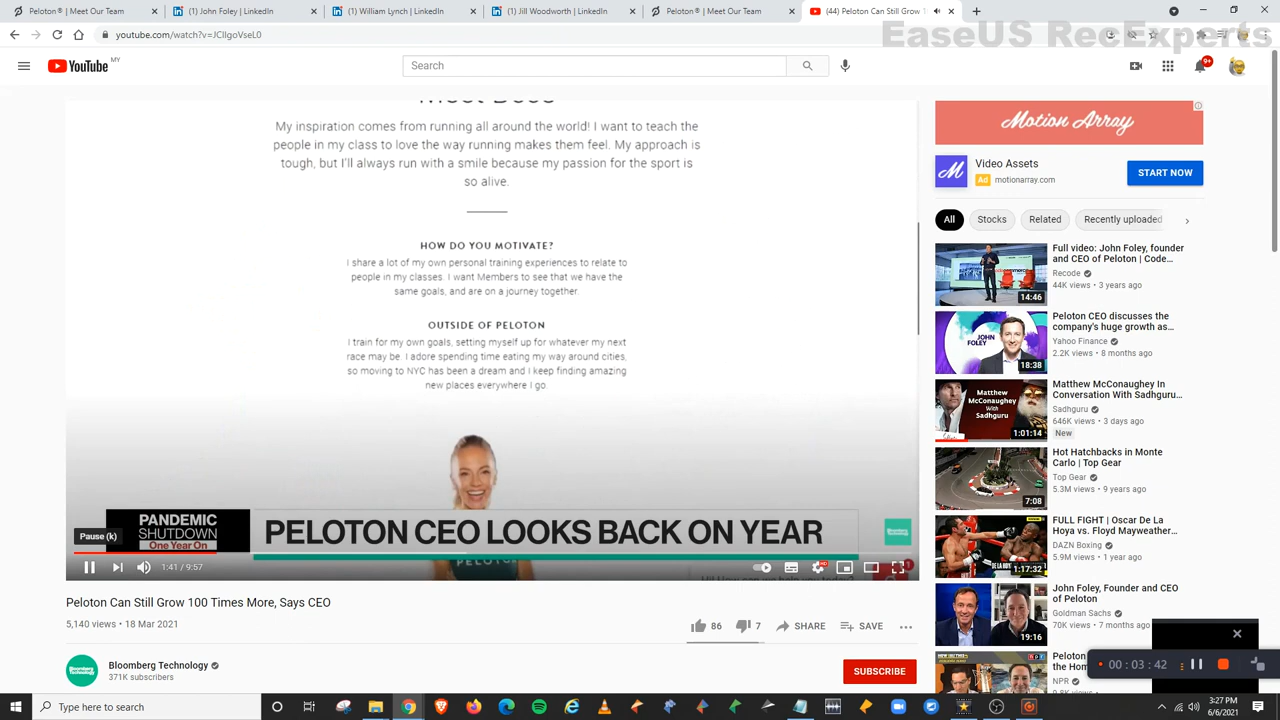 Peloton® | Meet Our Team
(1) John Foley | LinkedIn
(1) William Lynch | LinkedIn
(1) Jill Woodworth | LinkedIn
Peloton® | Meet Our Team
(44) Peloton Can
youtube.com/watch?v=JCIIgoVseL0
EaseUS RecExperts
YouTube
MY
Search
9+
My inspiration comes from running all around the world! I want to teach the
people in my class to love the way running makes them feel. My approach is
tough, but I'll always run with a smile because my passion for the sport is
so alive.
HOW DO YOU MOTIVATE?
I share a lot of my own personal training experiences to relate to
people in my classes. I want Members to see that we have the
same goals, and are on a journey together.
OUTSIDE OF PELOTON
I train for my own goals, setting myself up for whatever my next
race may be. I adore spending time eating my way around cities,
so moving to NYC has been a dream and I keep finding amazing
new places everywhere I go.
PANDEMIC
SHUTDOWN
One Year On
PELOTON CEO LOOKS BACK ON YEAR
Pause (k)
1:41 / 9:57
HD
Peloton Can Still Grow 100 Times More, Says CEO
5,140 views • 18 Mar 2021
86
7
SHARE
SAVE
Bloomberg Technology
371K subscribers
SUBSCRIBE
Motion Array
Video Assets
Ad motionarray.com
START NOW
All
Stocks
Related
Recently uploaded
Full video: John Foley, founder
and CEO of Peloton | Code…
Recode
44K views • 3 years ago
14:46
Peloton CEO discusses the
company's huge growth as…
Yahoo Finance
2.2K views • 8 months ago
JOHN
FOLEY
18:38
Matthew McConaughey In
Conversation With Sadhguru…
Sadhguru
646K views • 3 days ago
New
Matthew
McConaughey
With
Sadhguru
1:01:14
Hot Hatchbacks in Monte
Carlo | Top Gear
Top Gear
5.3M views • 9 years ago
7:08
FULL FIGHT | Oscar De La
Hoya vs. Floyd Mayweather…
DAZN Boxing
5.9M views • 1 year ago
1:17:32
John Foley, Founder and CEO
of Peloton
Goldman Sachs
70K views • 7 months ago
19:16
Peloton
the Hom
NPR
00 : 03 : 42
Type here to search
3:27 PM
6/6/2021